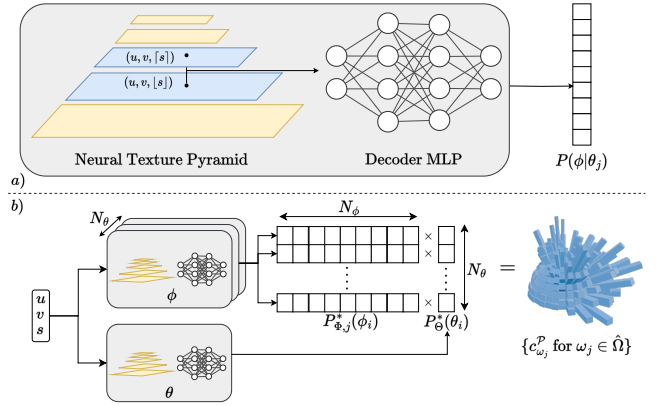 (u, v, ⌈s⌉)
(u, v, ⌊s⌋)
Neural Texture Pyramid
Decoder MLP
P(ϕ|θ_j)
a)
b)
N_θ
N_ϕ
ϕ
u
v
s
×
×
×
N_θ
=
P*_{Φ,j}(ϕ_i)
P*_Θ(θ_i)
θ
{c^𝒫_{ω_j} for ω_j ∈ Ω̂}